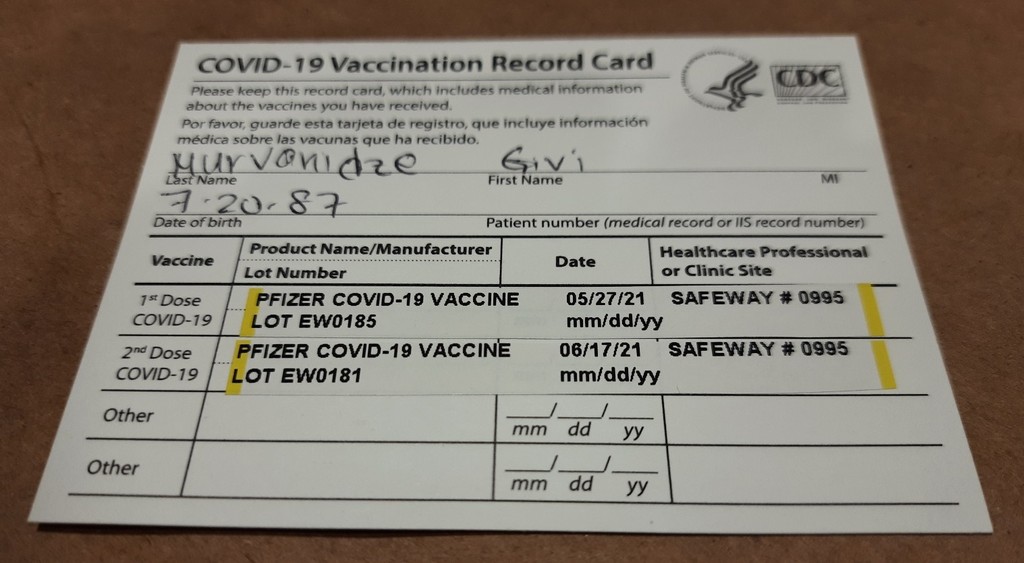 COVID-19 Vaccination Record Card
CDC
Please keep this record card, which includes medical information
about the vaccines you have received.
Por favor, guarde esta tarjeta de registro, que incluye información
médica sobre las vacunas que ha recibido.
Murvanidze Givi
Last Name First Name MI
7·20·87
Date of birth Patient number (medical record or IIS record number)
Vaccine Product Name/Manufacturer Date Healthcare Professional
Lot Number or Clinic Site
1st Dose PFIZER COVID-19 VACCINE 05/27/21 SAFEWAY # 0995
COVID-19 LOT EW0185 mm/dd/yy
2nd Dose PFIZER COVID-19 VACCINE 06/17/21 SAFEWAY # 0995
COVID-19 LOT EW0181 mm/dd/yy
Other ___/___/___
mm dd yy
Other ___/___/___
mm dd yy